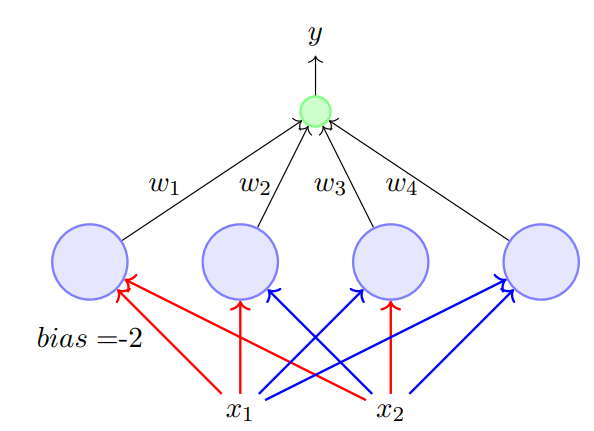 y
w₁ w₂ w₃ w₄
bias =-2
x₁ x₂